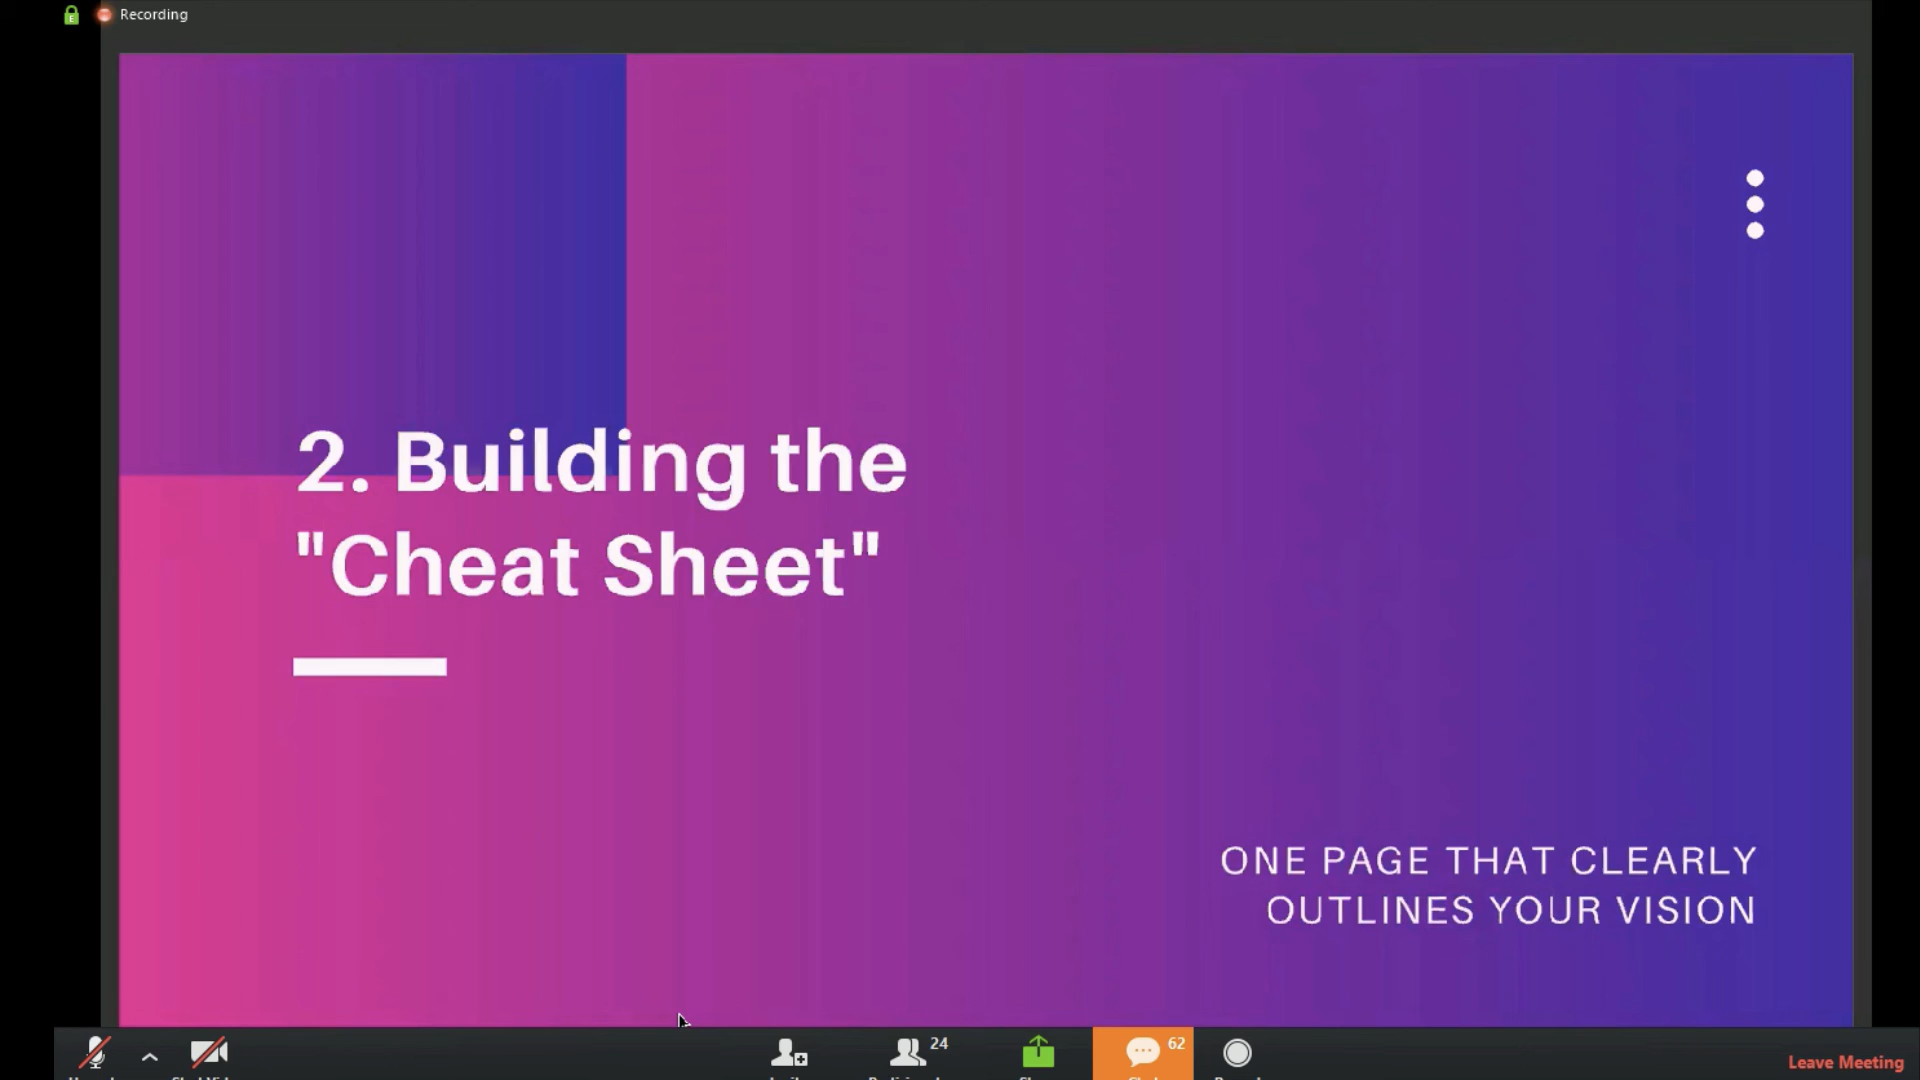 Recording
2. Building the
"Cheat Sheet"
ONE PAGE THAT CLEARLY
OUTLINES YOUR VISION
24
62
Leave Meeting